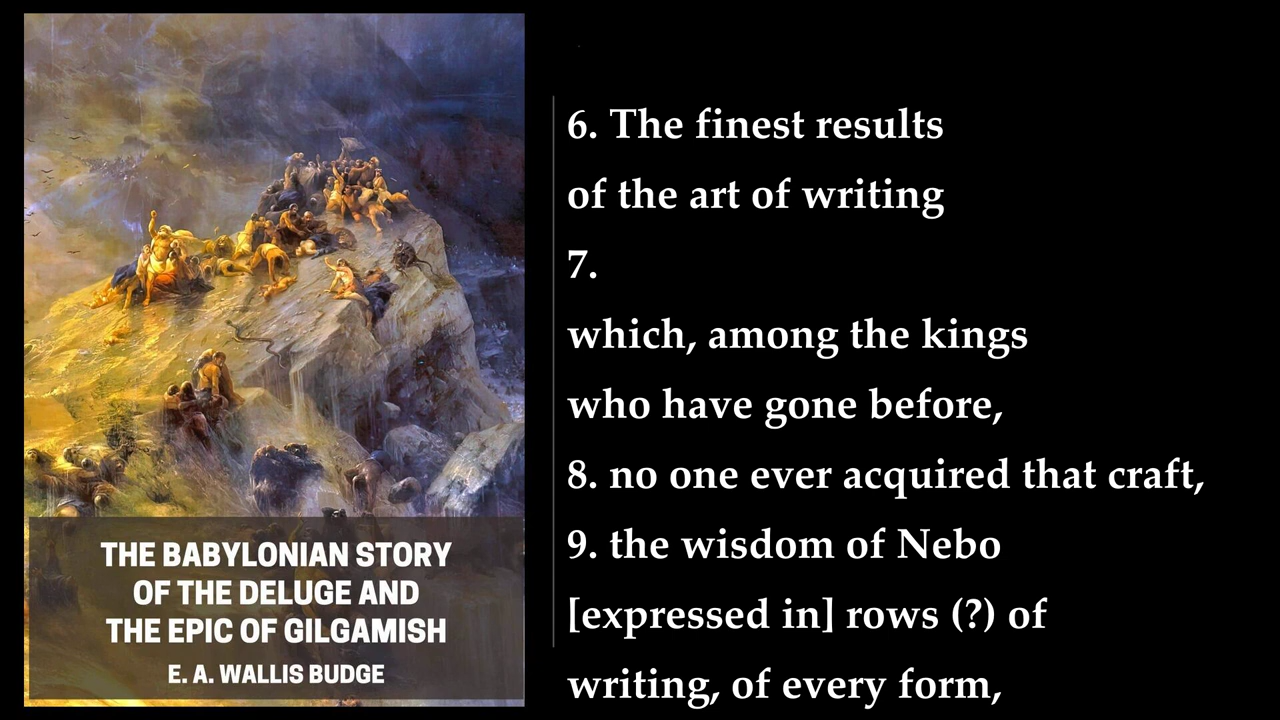 THE BABYLONIAN STORY
OF THE DELUGE AND
THE EPIC OF GILGAMISH
E. A. WALLIS BUDGE
6. The finest results
of the art of writing
7.
which, among the kings
who have gone before,
8. no one ever acquired that craft,
9. the wisdom of Nebo
[expressed in] rows (?) of
writing, of every form,